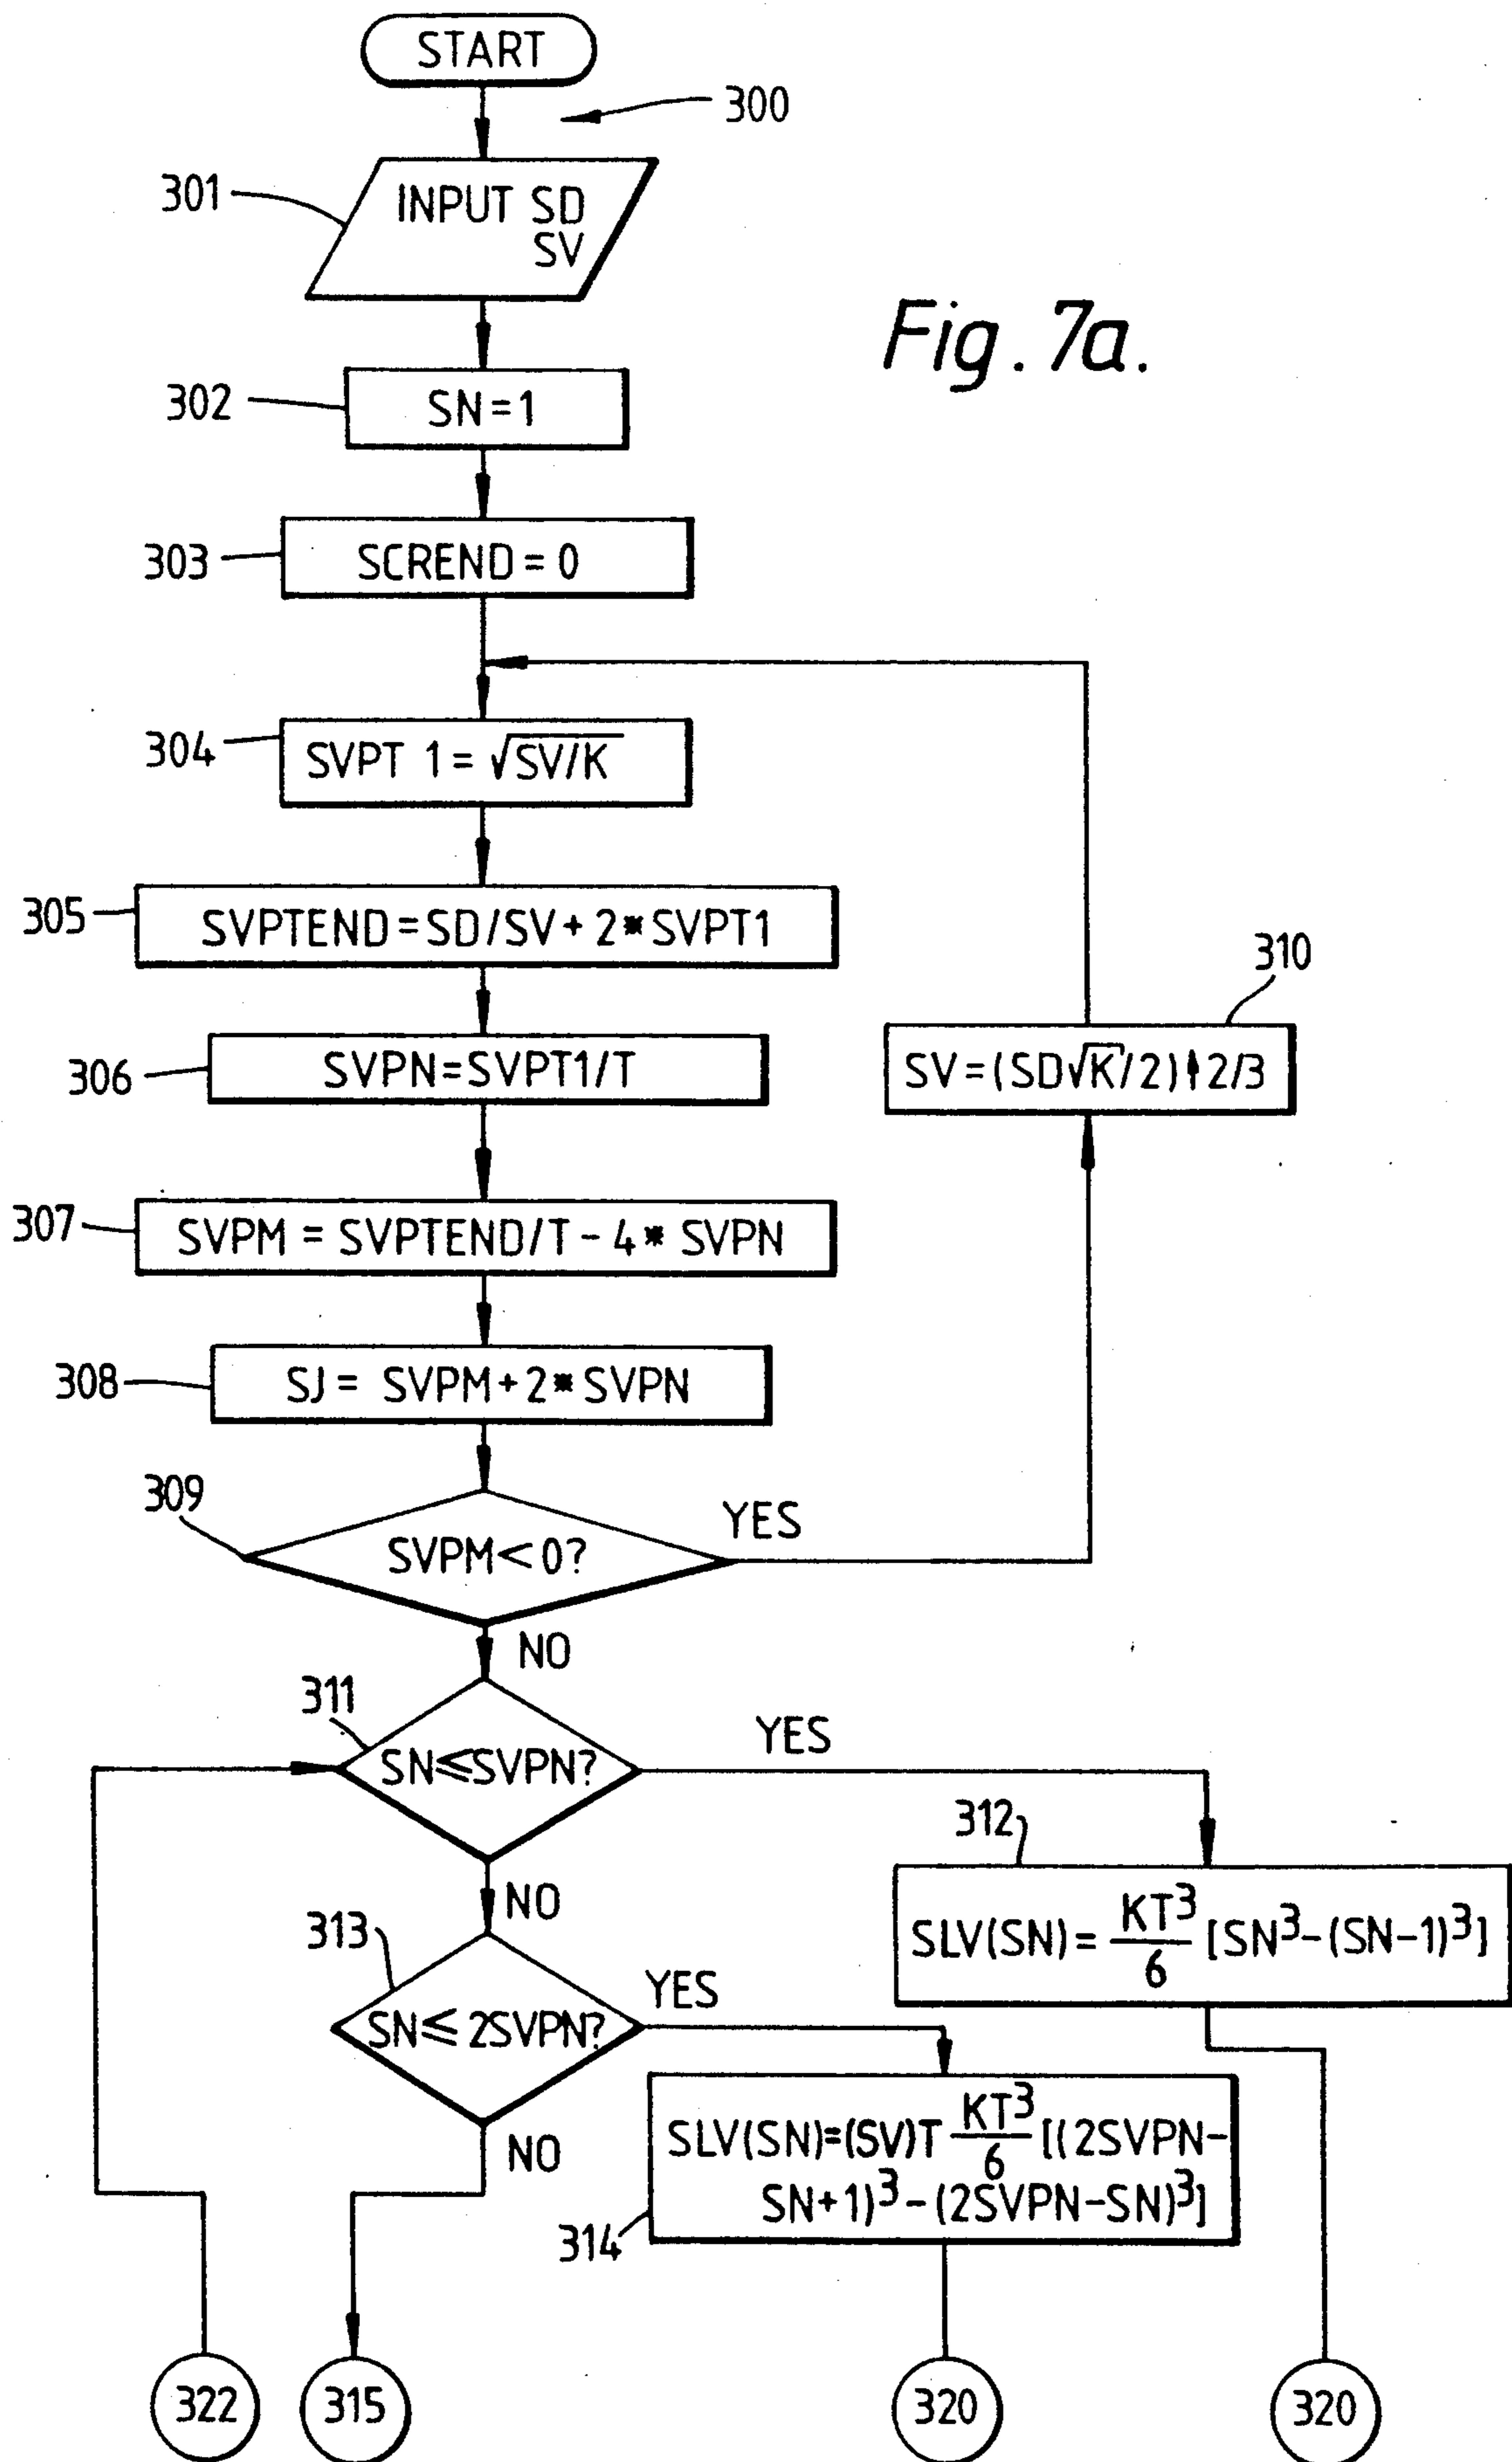 START
300
301
INPUT SD
SV
Fig. 7a.
302
SN=1
303
SCREND = 0
304
SVPT 1 = √SV/K
305
SVPTEND = SD/SV + 2* SVPT1
310
306
SVPN=SVPT1/T
SV=(SD√K/2)↑2/3
307
SVPM = SVPTEND/T - 4* SVPN
308
SJ = SVPM + 2* SVPN
309
SVPM < 0?
YES
NO
311
SN≤SVPN?
YES
312
SLV(SN) = KT³/6 [SN³-(SN-1)³]
NO
313
SN≤ 2SVPN?
YES
314
SLV(SN)=(SV)T KT³/6 [(2SVPN-
SN+1)³-(2SVPN-SN)³]
NO
322
315
320
320